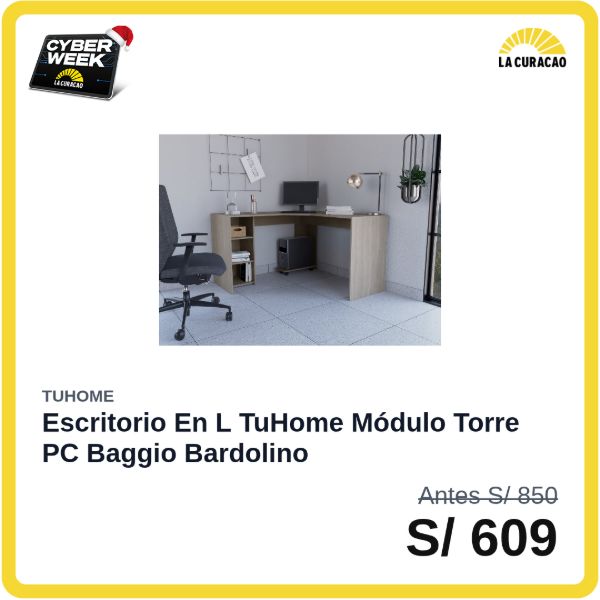 CYBER
WEEK
LA CURACAO
LA CURACAO
TUHOME
Escritorio En L TuHome Módulo Torre
PC Baggio Bardolino
Antes S/ 850
S/ 609